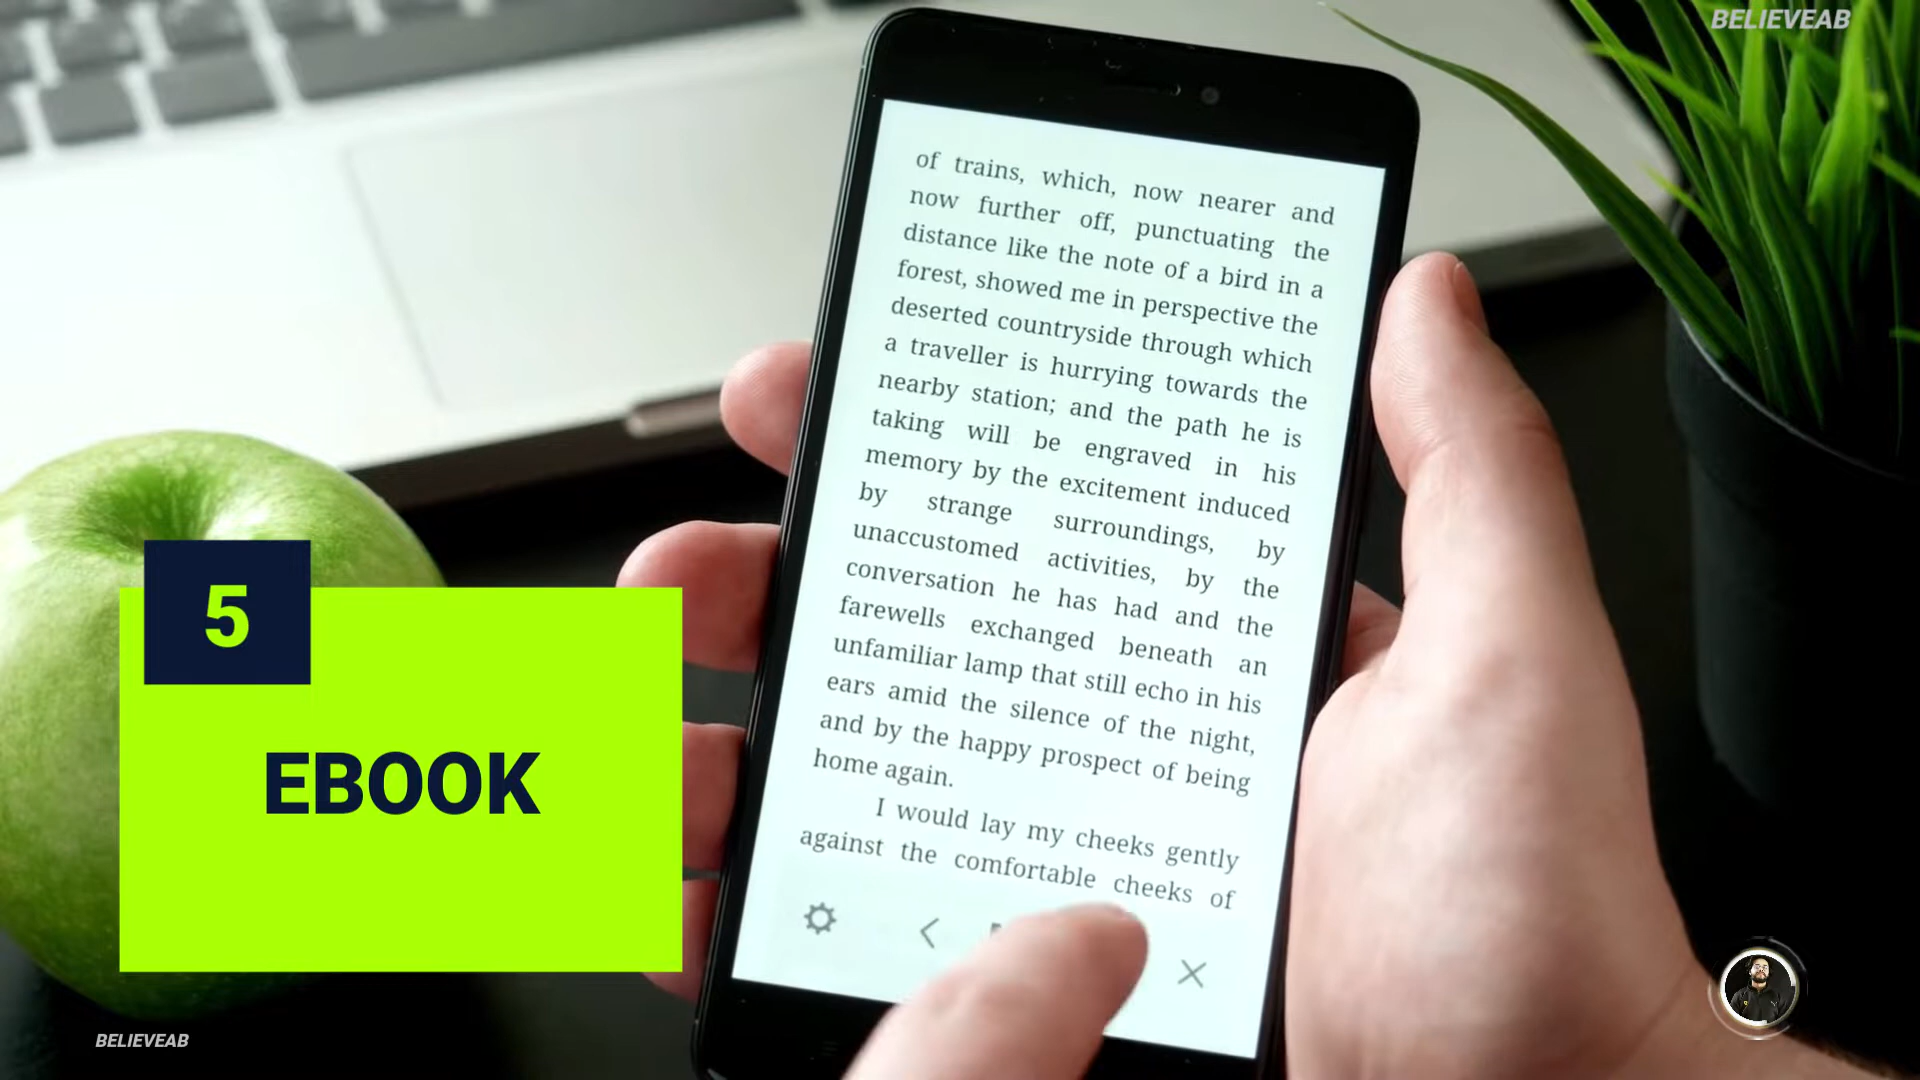 BELIEVEAB
of trains, which, now nearer and
now further off, punctuating the
distance like the note of a bird in a
forest, showed me in perspective the
deserted countryside through which
a traveller is hurrying towards the
nearby station; and the path he is
taking will be engraved in his
memory by the excitement induced
by strange surroundings, by
unaccustomed activities, by the
conversation he has had and the
farewells exchanged beneath an
unfamiliar lamp that still echo in his
ears amid the silence of the night,
and by the happy prospect of being
home again.
I would lay my cheeks gently
against the comfortable cheeks of
5
EBOOK
BELIEVEAB